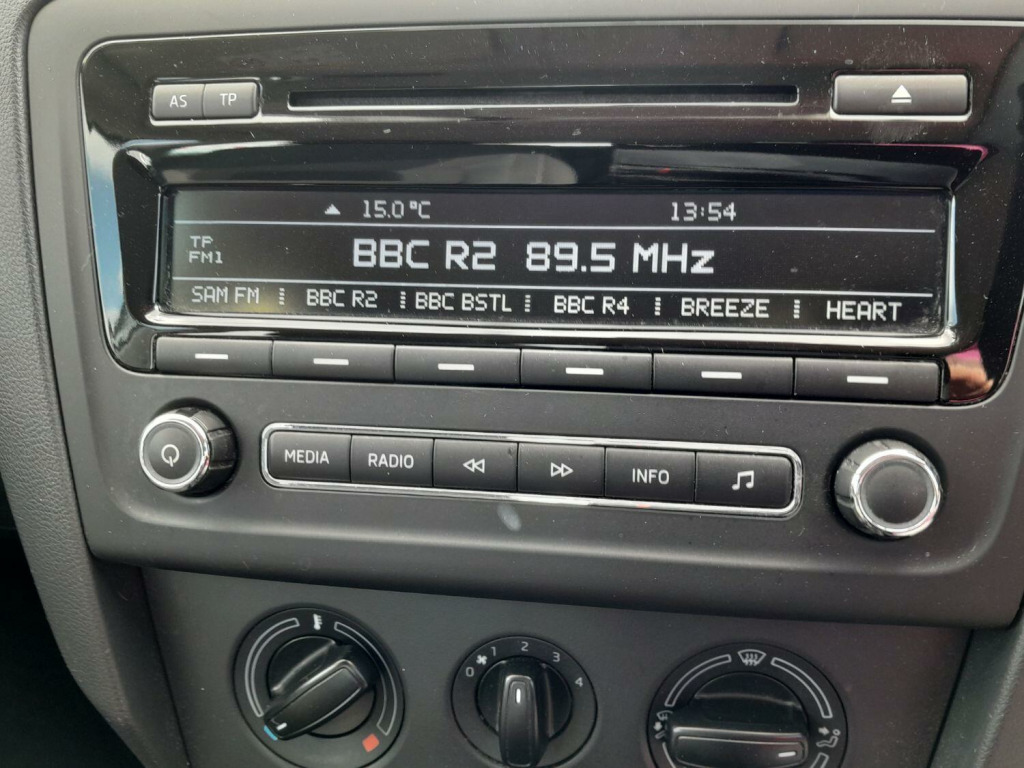 AS TP
15.0°C 13:54
TP
FM1
BBC R2 89.5 MHz
SAM FM BBC R2 BBC BSTL BBC R4 BREEZE HEART
MEDIA RADIO INFO
0 1 2 3 4